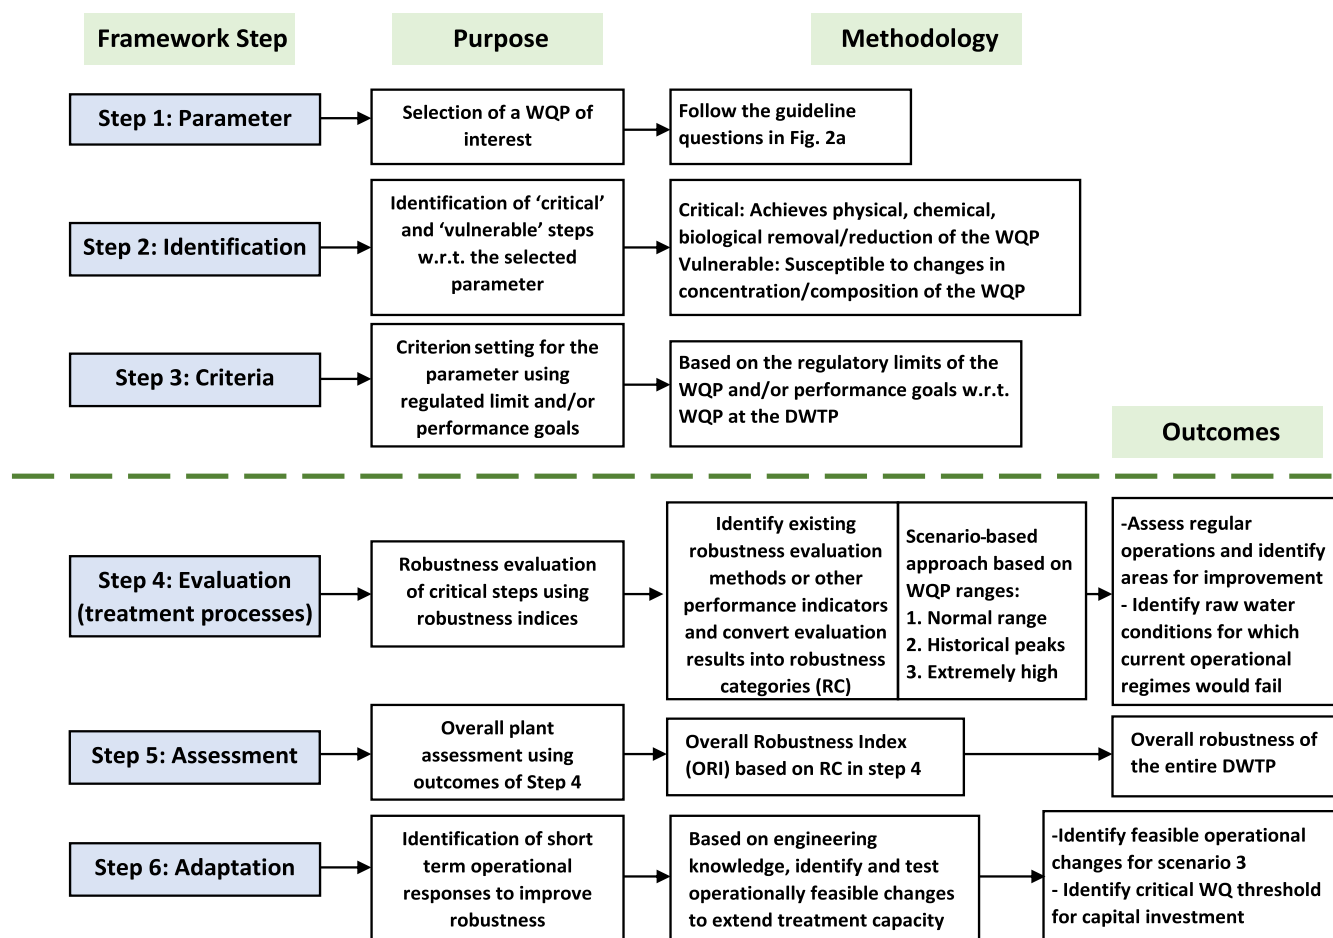 Framework Step
Purpose
Methodology
Step 1: Parameter
Selection of a WQP of
interest
Follow the guideline
questions in Fig. 2a
Step 2: Identification
Identification of ‘critical’
and ‘vulnerable’ steps
w.r.t. the selected
parameter
Critical: Achieves physical, chemical,
biological removal/reduction of the WQP
Vulnerable: Susceptible to changes in
concentration/composition of the WQP
Step 3: Criteria
Criterion setting for the
parameter using
regulated limit and/or
performance goals
Based on the regulatory limits of the
WQP and/or performance goals w.r.t.
WQP at the DWTP
Outcomes
Step 4: Evaluation
(treatment processes)
Robustness evaluation
of critical steps using
robustness indices
Identify existing
robustness evaluation
methods or other
performance indicators
and convert evaluation
results into robustness
categories (RC)
Scenario-based
approach based on
WQP ranges:
1. Normal range
2. Historical peaks
3. Extremely high
-Assess regular
operations and identify
areas for improvement
- Identify raw water
conditions for which
current operational
regimes would fail
Step 5: Assessment
Overall plant
assessment using
outcomes of Step 4
Overall Robustness Index
(ORI) based on RC in step 4
Overall robustness of
the entire DWTP
Step 6: Adaptation
Identification of short
term operational
responses to improve
robustness
Based on engineering
knowledge, identify and test
operationally feasible changes
to extend treatment capacity
-Identify feasible operational
changes for scenario 3
- Identify critical WQ threshold
for capital investment